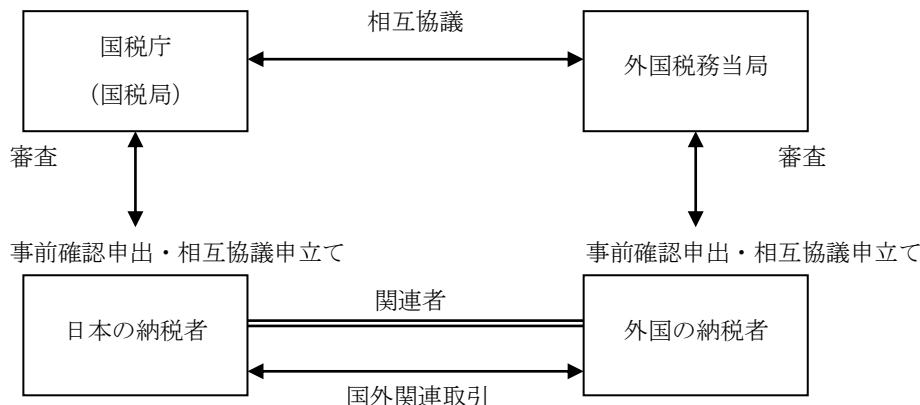 相互協議
国税庁
(国税局)
外国税務当局
審査
審査
事前確認申出・相互協議申立て
事前確認申出・相互協議申立て
日本の納税者
関連者
外国の納税者
国外関連取引